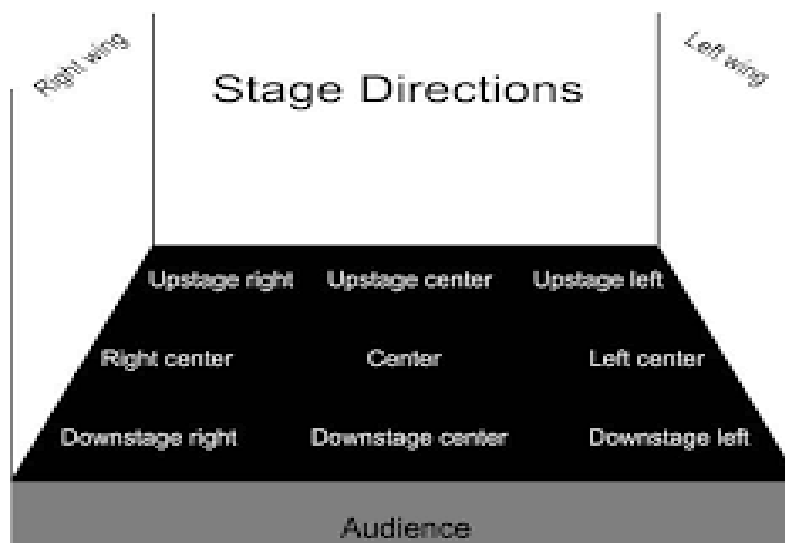 Right wing
Left wing
Stage Directions
Upstage right Upstage center Upstage left
Right center Center Left center
Downstage right Downstage center Downstage left
Audience